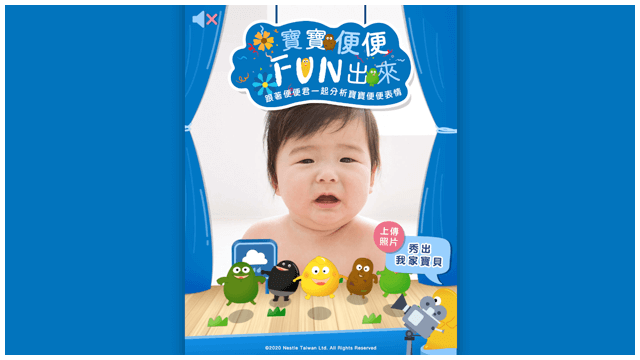 寶寶便便
FUN出來
跟著便便君一起分析寶寶便便表情
上傳
照片
秀出
我家寶貝
©2020 Nestle Taiwan Ltd. All Rights Reserved